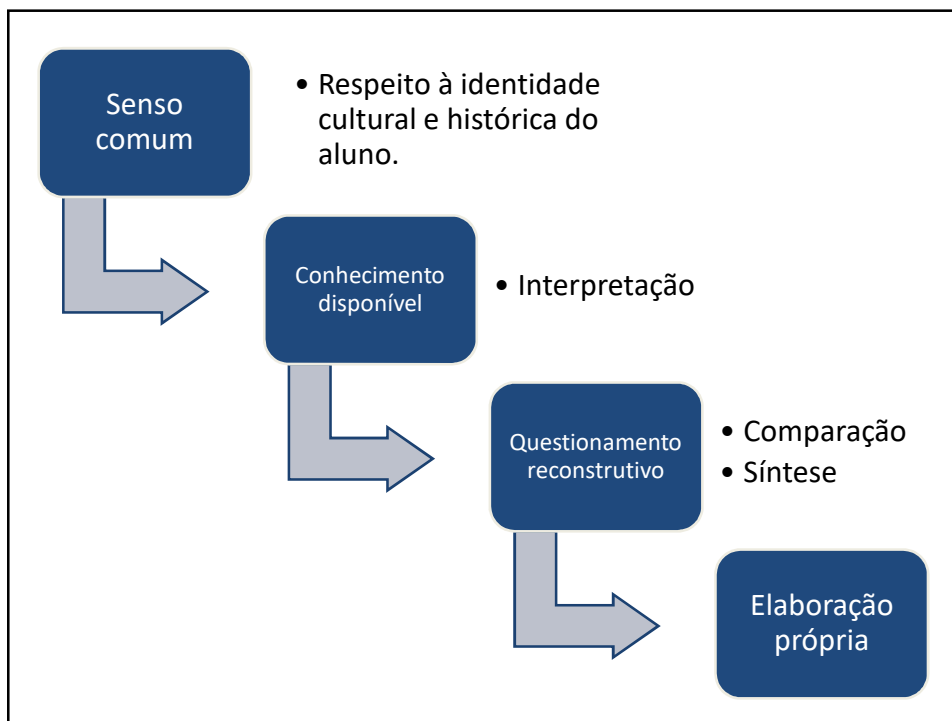 Senso
comum
• Respeito à identidade
cultural e histórica do
aluno.
Conhecimento
disponível
• Interpretação
Questionamento
reconstrutivo
• Comparação
• Síntese
Elaboração
própria